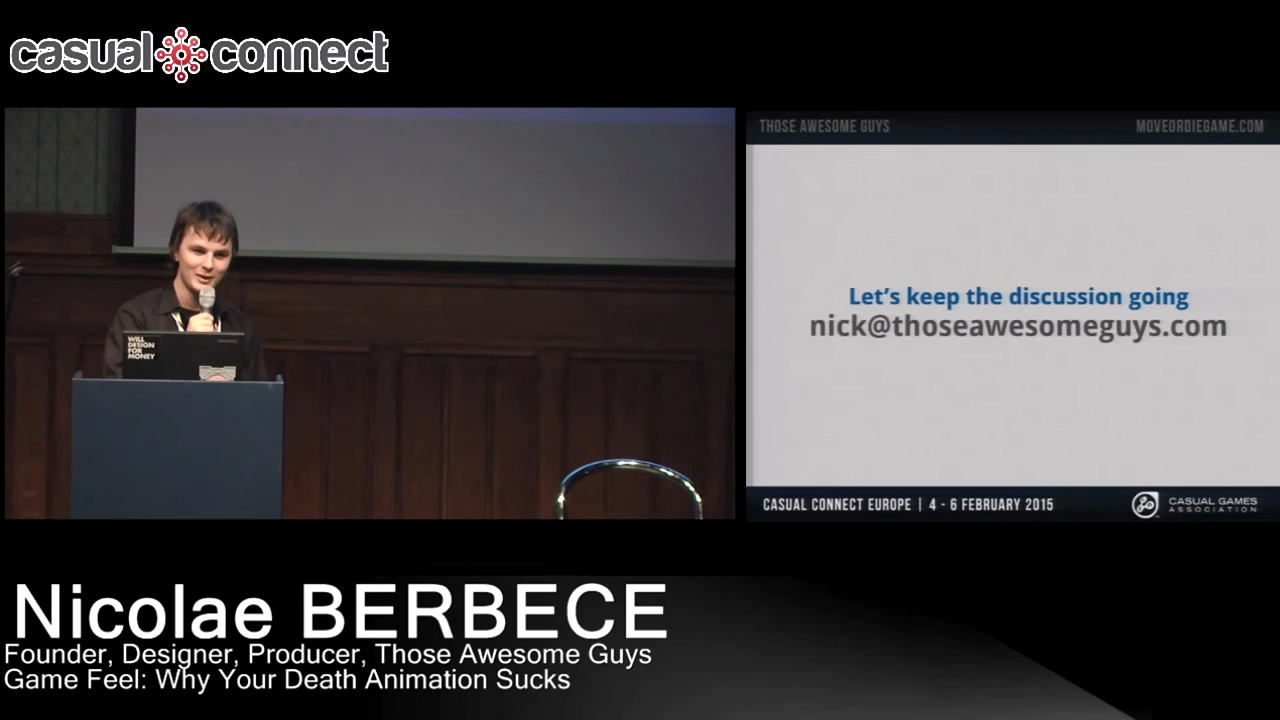 casual connect
THOSE AWESOME GUYS
MOVEORDIEGAME.COM
WILL
DESIGN
FOR
MONEY
Let's keep the discussion going
nick@thoseawesomeguys.com
CASUAL CONNECT EUROPE | 4 - 6 FEBRUARY 2015
CASUAL GAMES
ASSOCIATION
Nicolae BERBECE
Founder, Designer, Producer, Those Awesome Guys
Game Feel: Why Your Death Animation Sucks